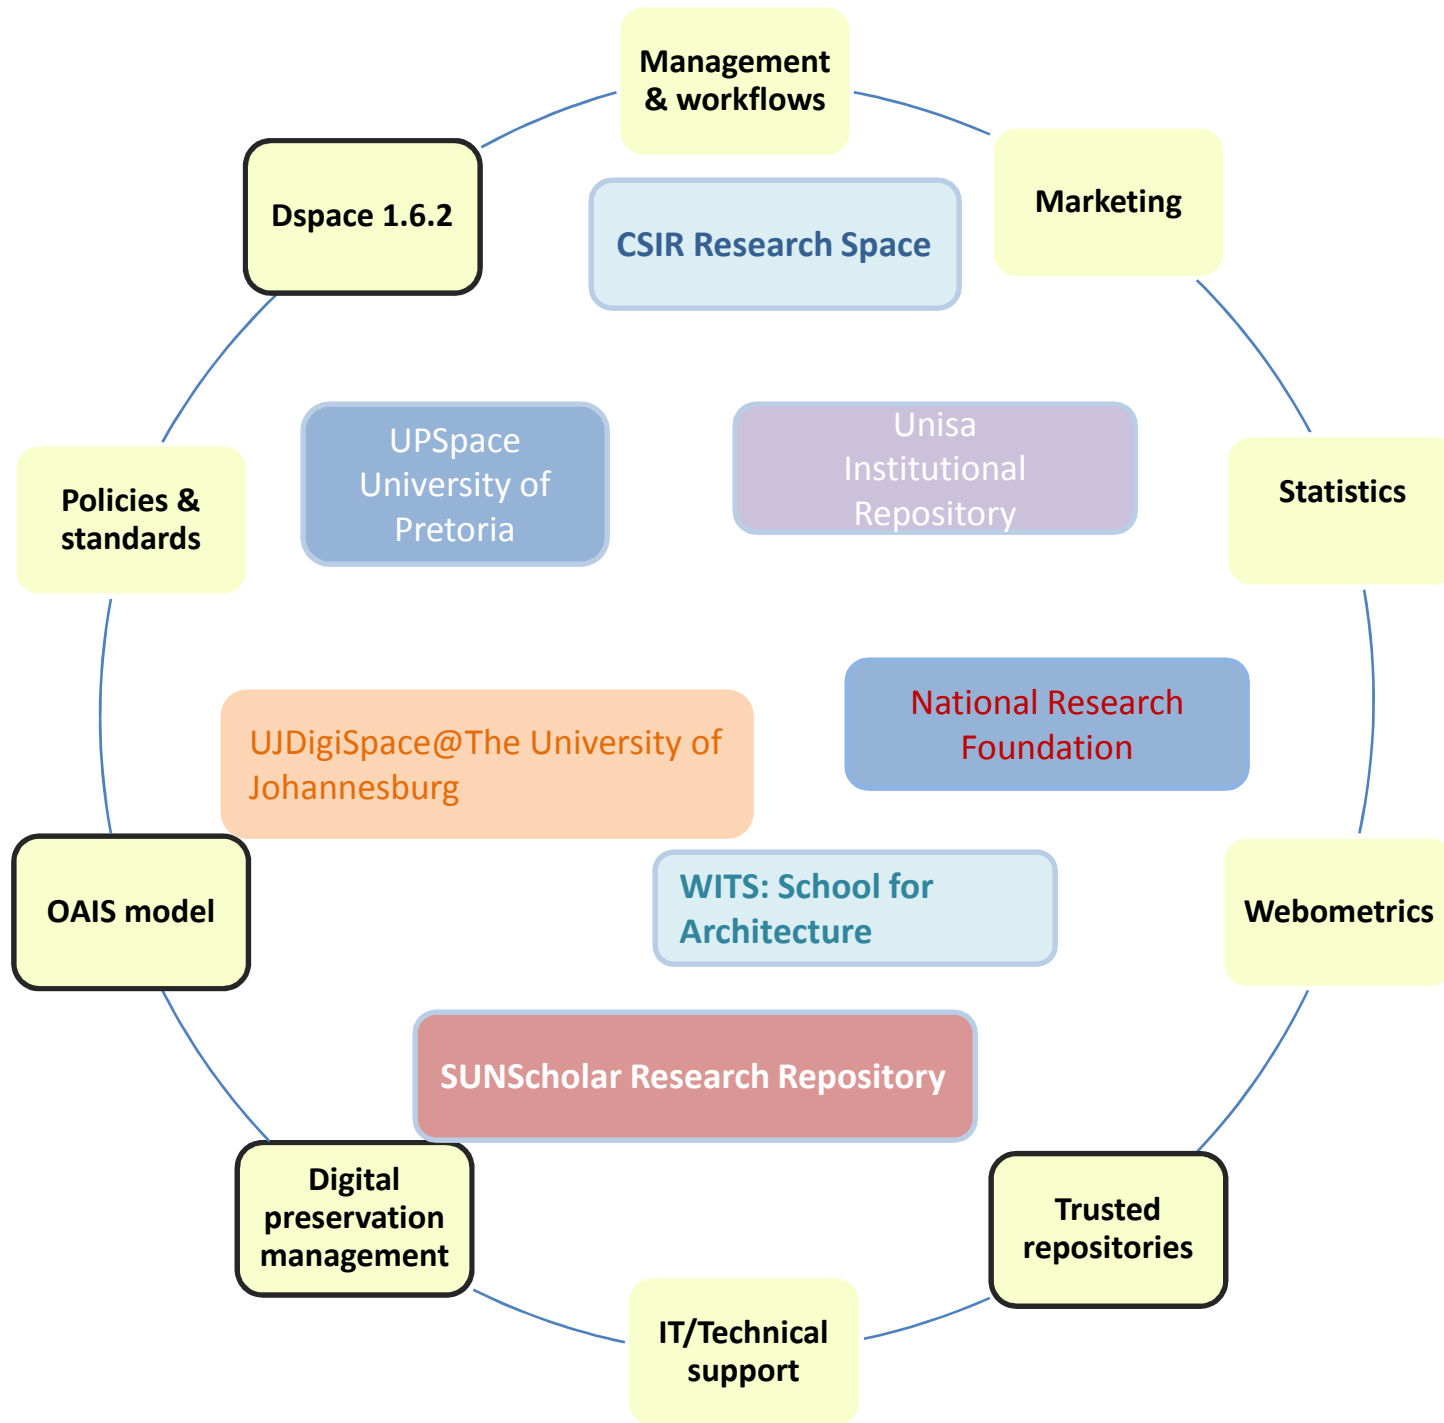 Management
& workflows
Marketing
Dspace 1.6.2
CSIR Research Space
UPSpace
University of
Pretoria
Unisa
Institutional
Repository
Statistics
Policies &
standards
National Research
Foundation
UJDigiSpace@The University of
Johannesburg
OAIS model
WITS: School for
Architecture
Webometrics
SUNScholar Research Repository
Digital
preservation
management
Trusted
repositories
IT/Technical
support